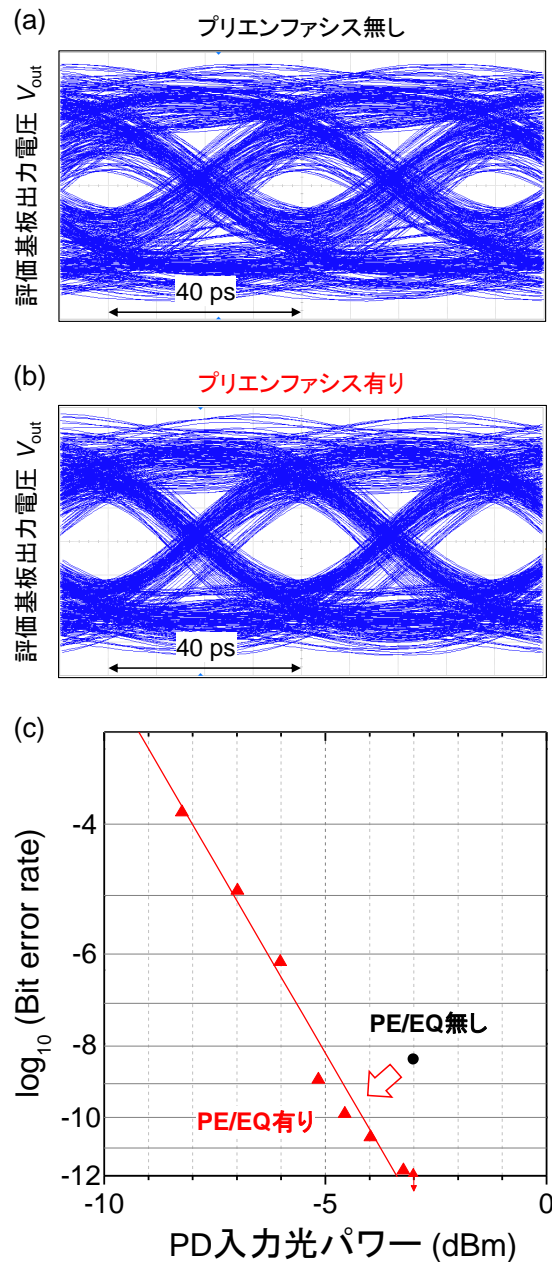 (a)
プリエンファシス無し
評価基板出力電圧 Vout
40 ps
(b)
プリエンファシス有り
評価基板出力電圧 Vout
40 ps
(c)
log10 (Bit error rate)
-4
-6
-8
-10
-12
PE/EQ無し
PE/EQ有り
-10
-5
0
PD入力光パワー (dBm)